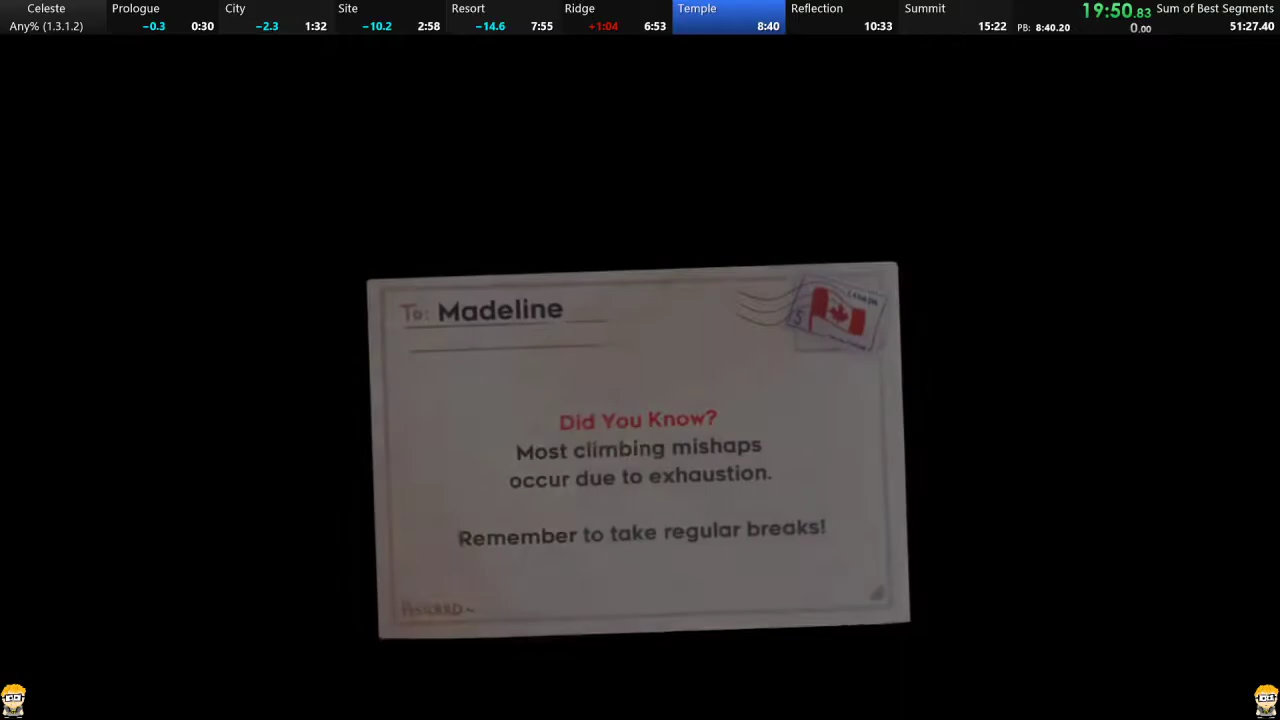 Celeste Prologue City Site Resort Ridge Temple Reflection Summit 19:50.83 Sum of Best Segments
Any% (1.3.1.2) −0.3 0:30 −2.3 1:32 −10.2 2:58 −14.6 7:55 +1:04 6:53 8:40 10:33 15:22 PB: 8:40.20 0.00 51:27.40
To: Madeline
5
Did You Know?
Most climbing mishaps
occur due to exhaustion.
Remember to take regular breaks!